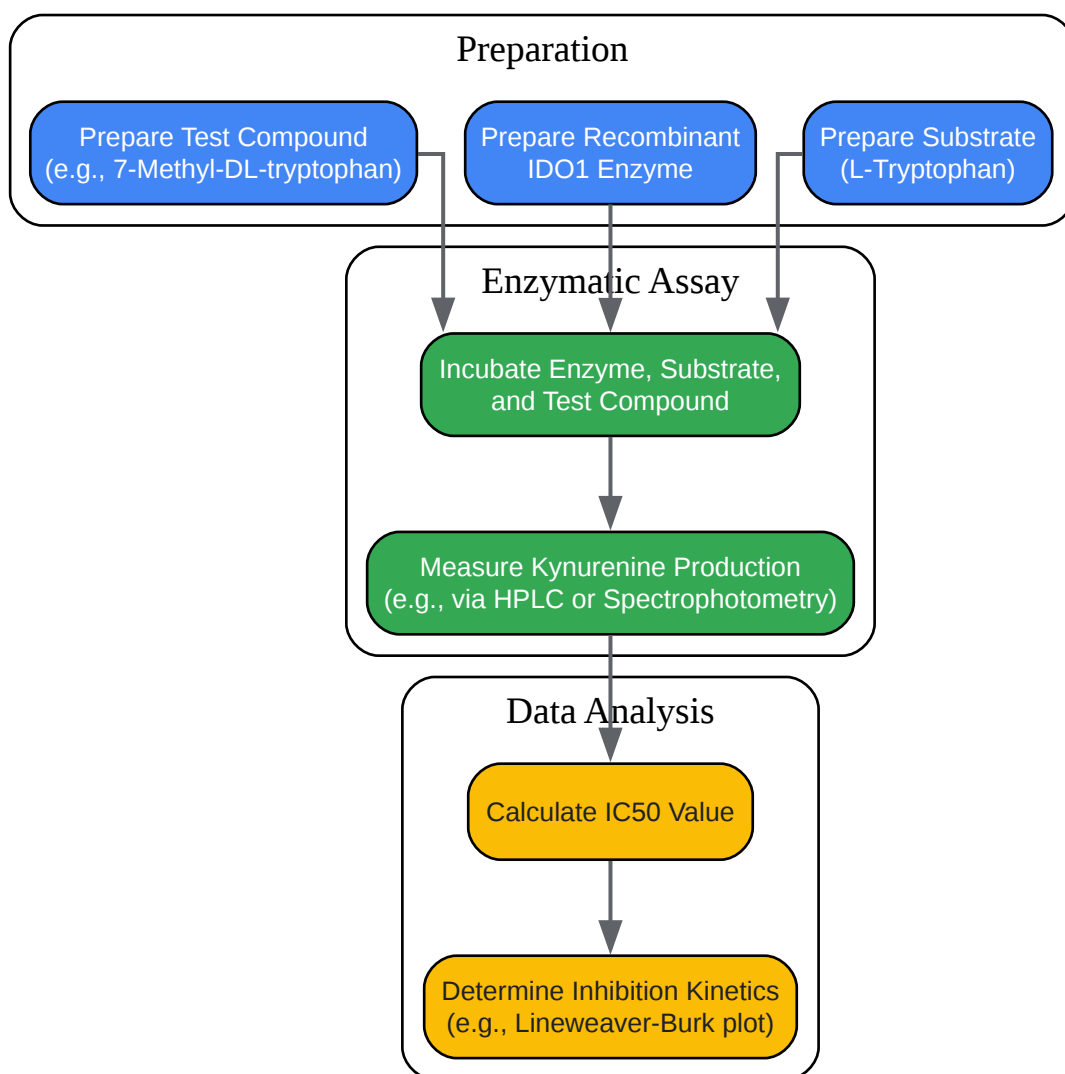 Preparation
Prepare Test Compound
(e.g., 7-Methyl-DL-tryptophan)
Prepare Recombinant
IDO1 Enzyme
Prepare Substrate
(L-Tryptophan)
Enzymatic Assay
Incubate Enzyme, Substrate,
and Test Compound
Measure Kynurenine Production
(e.g., via HPLC or Spectrophotometry)
Data Analysis
Calculate IC50 Value
Determine Inhibition Kinetics
(e.g., Lineweaver-Burk plot)